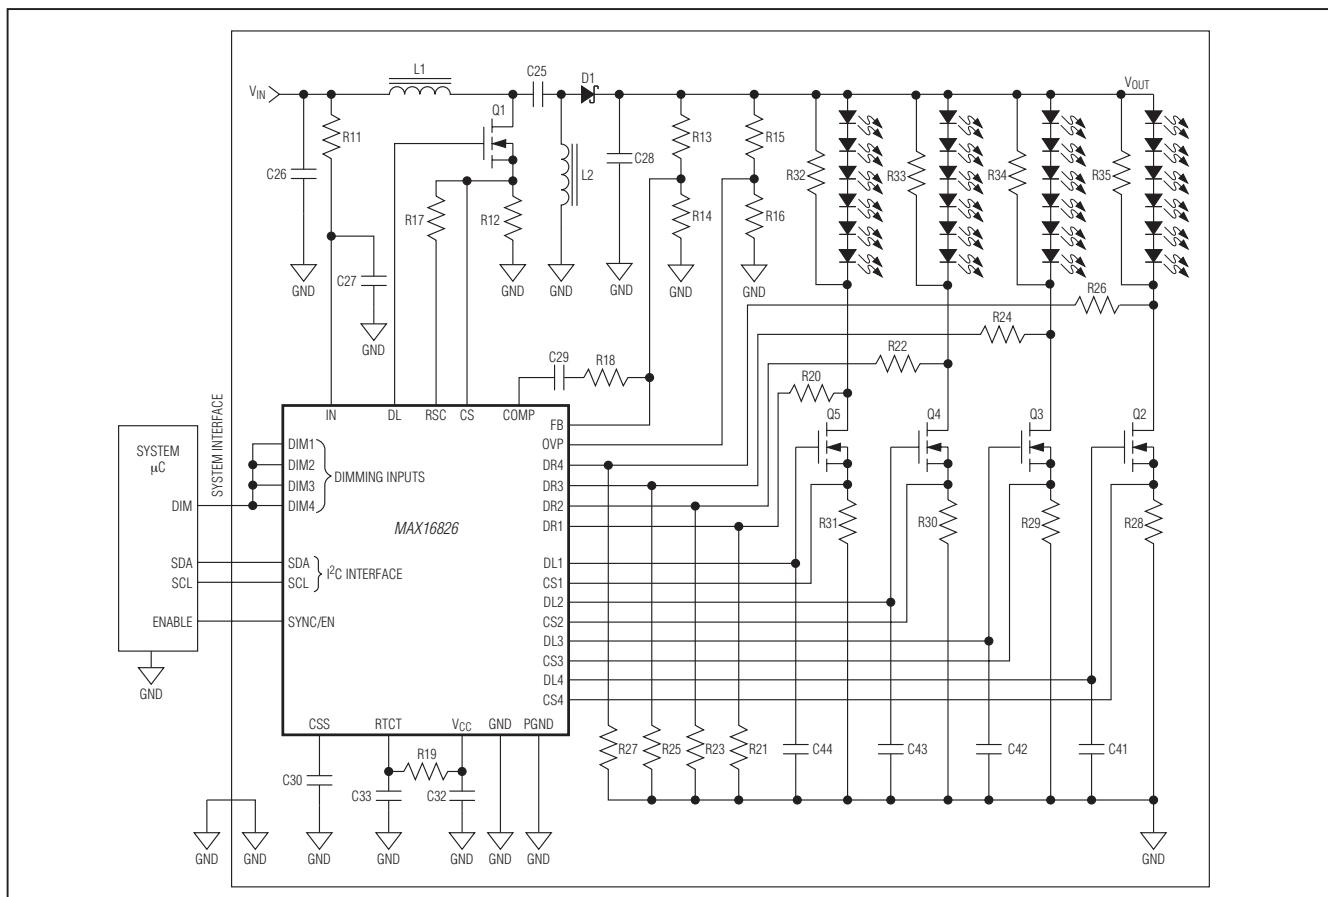 L1
C25
D1
VIN
VOUT
Q1
R11
R13
R15
C26
L2
C28
R32
R33
R34
R35
R17
R12
R14
R16
C27
GND
GND
GND
GND
GND
GND
GND
R26
R24
R22
R20
C29
R18
IN
DL
RSC
CS
COMP
FB
OVP
DR4
DR3
DR2
DR1
DL1
CS1
DL2
CS2
DL3
CS3
DL4
CS4
Q5
Q4
Q3
Q2
R31
R30
R29
R28
SYSTEM
μC
SYSTEM INTERFACE
DIM
SDA
SCL
ENABLE
GND
DIM1
DIM2
DIM3
DIM4
DIMMING INPUTS
MAX16826
SDA
SCL
I2C INTERFACE
SYNC/EN
CSS
RTCT
VCC
GND
PGND
R19
R27
R25
R23
R21
C44
C43
C42
C41
C30
C33
C32
GND
GND
GND
GND
GND
GND
GND
GND